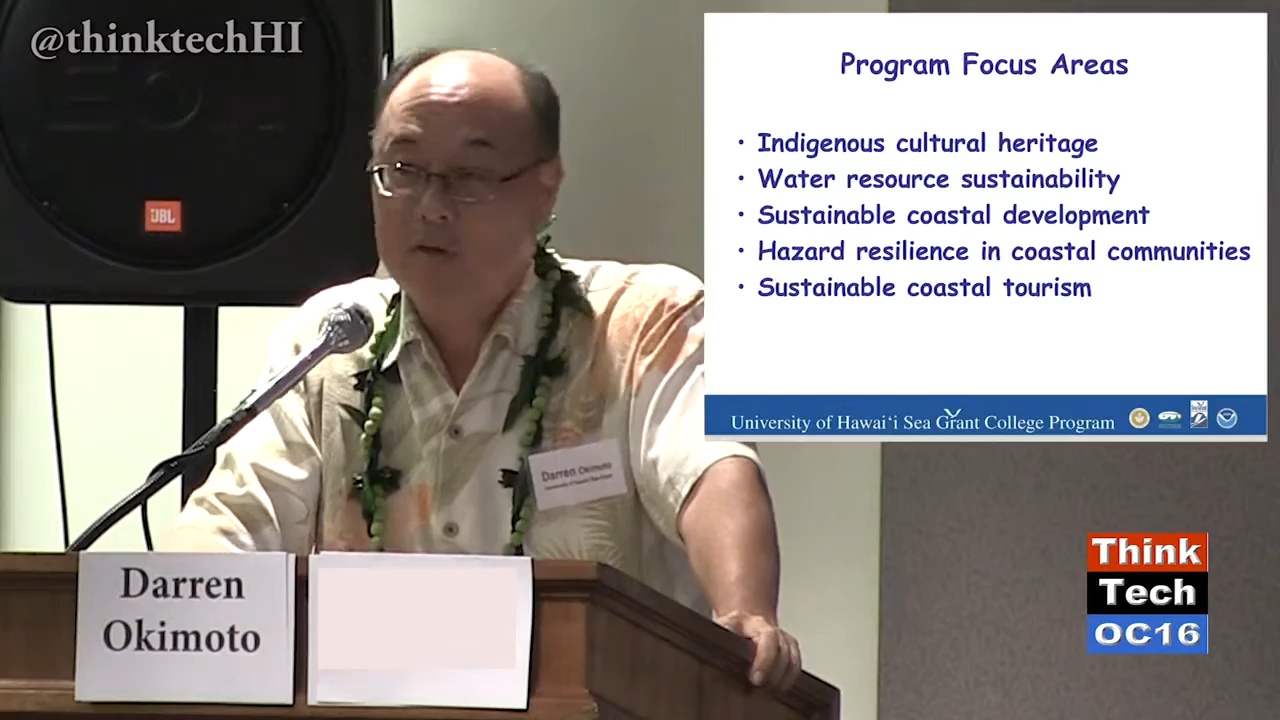 @thinktechHI
JBL
Program Focus Areas
• Indigenous cultural heritage
• Water resource sustainability
• Sustainable coastal development
• Hazard resilience in coastal communities
• Sustainable coastal tourism
University of Hawaiʻi Sea Grant College Program
Darren Okimoto
Darren
Okimoto
Think
Tech
OC16